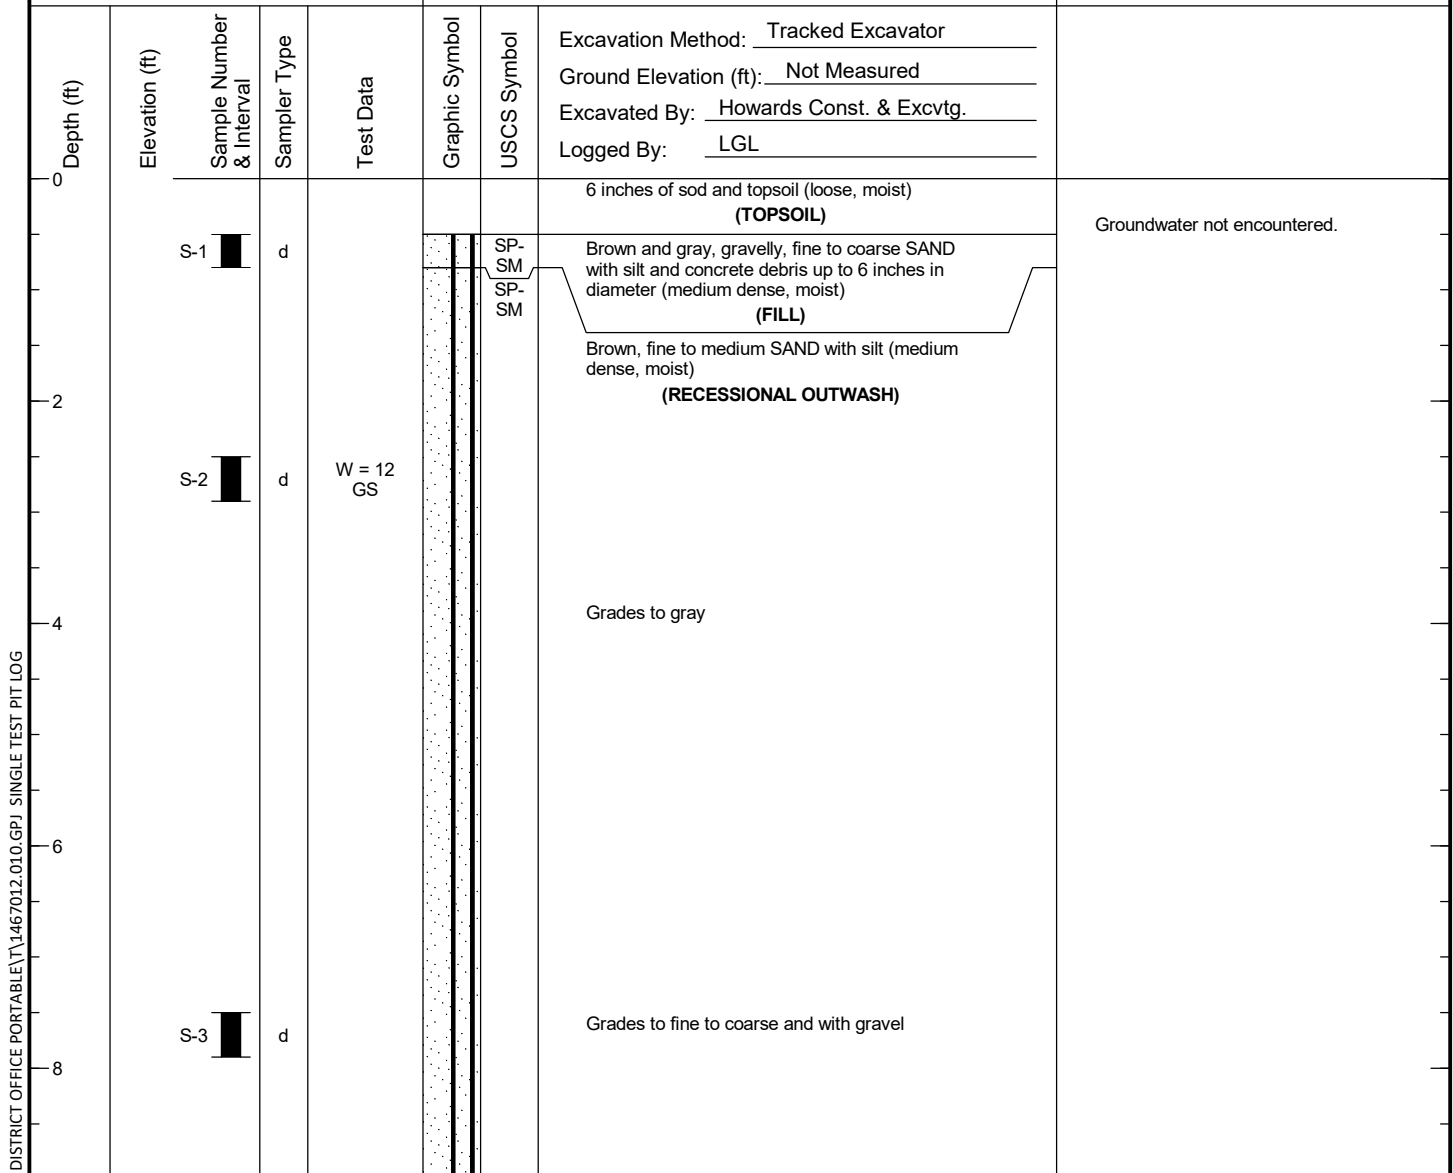 Depth (ft)
Elevation (ft)
Sample Number
& Interval
Sampler Type
Test Data
Graphic Symbol
USCS Symbol
Excavation Method: Tracked Excavator
Ground Elevation (ft): Not Measured
Excavated By: Howards Const. & Excvtg.
Logged By: LGL
0
6 inches of sod and topsoil (loose, moist)
(TOPSOIL)
Groundwater not encountered.
S-1
d
SP-
SM
Brown and gray, gravelly, fine to coarse SAND
with silt and concrete debris up to 6 inches in
diameter (medium dense, moist)
(FILL)
SP-
SM
Brown, fine to medium SAND with silt (medium
dense, moist)
(RECESSIONAL OUTWASH)
2
S-2
d
W = 12
GS
4
Grades to gray
6
S-3
d
Grades to fine to coarse and with gravel
8
DISTRICT OFFICE PORTABLE\T\1467012.010.GPJ SINGLE TEST PIT LOG